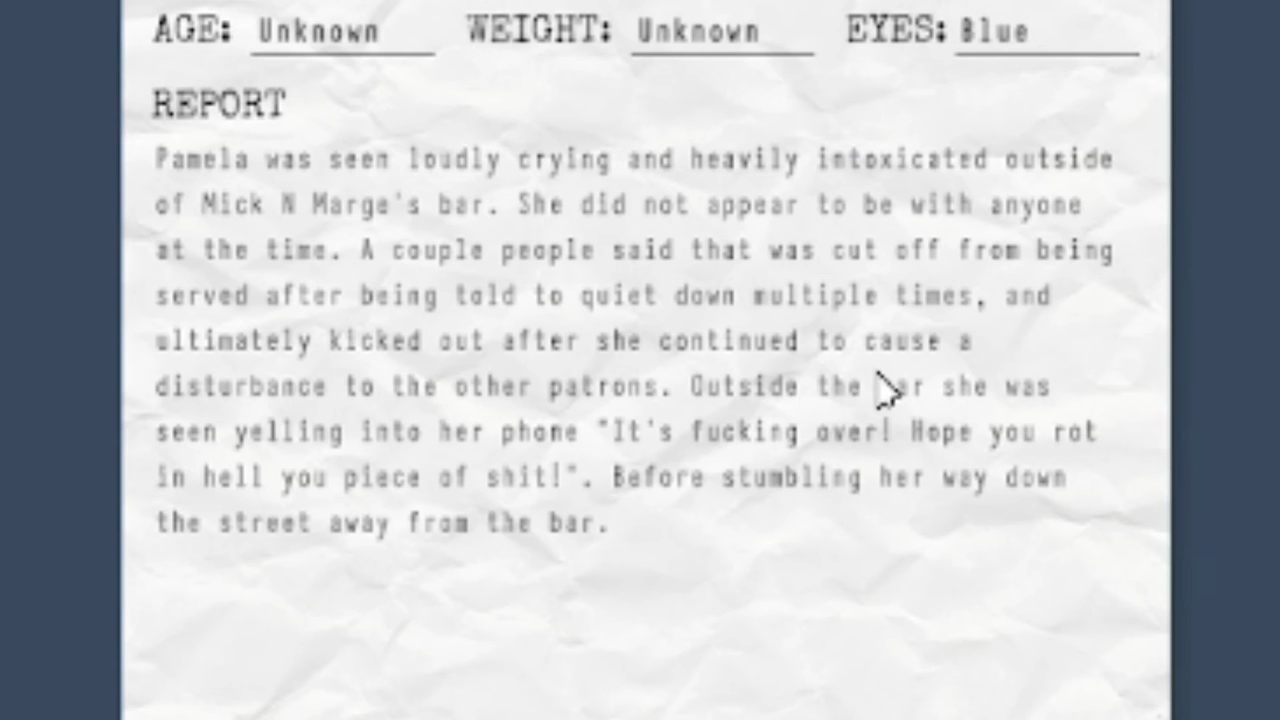 AGE: Unknown WEIGHT: Unknown EYES: Blue
REPORT
Pamela was seen loudly crying and heavily intoxicated outside
of Mick N Marge's bar. She did not appear to be with anyone
at the time. A couple people said that was cut off from being
served after being told to quiet down multiple times, and
ultimately kicked out after she continued to cause a
disturbance to the other patrons. Outside the bar she was
seen yelling into her phone "It's fucking over! Hope you rot
in hell you piece of shit!". Before stumbling her way down
the street away from the bar.